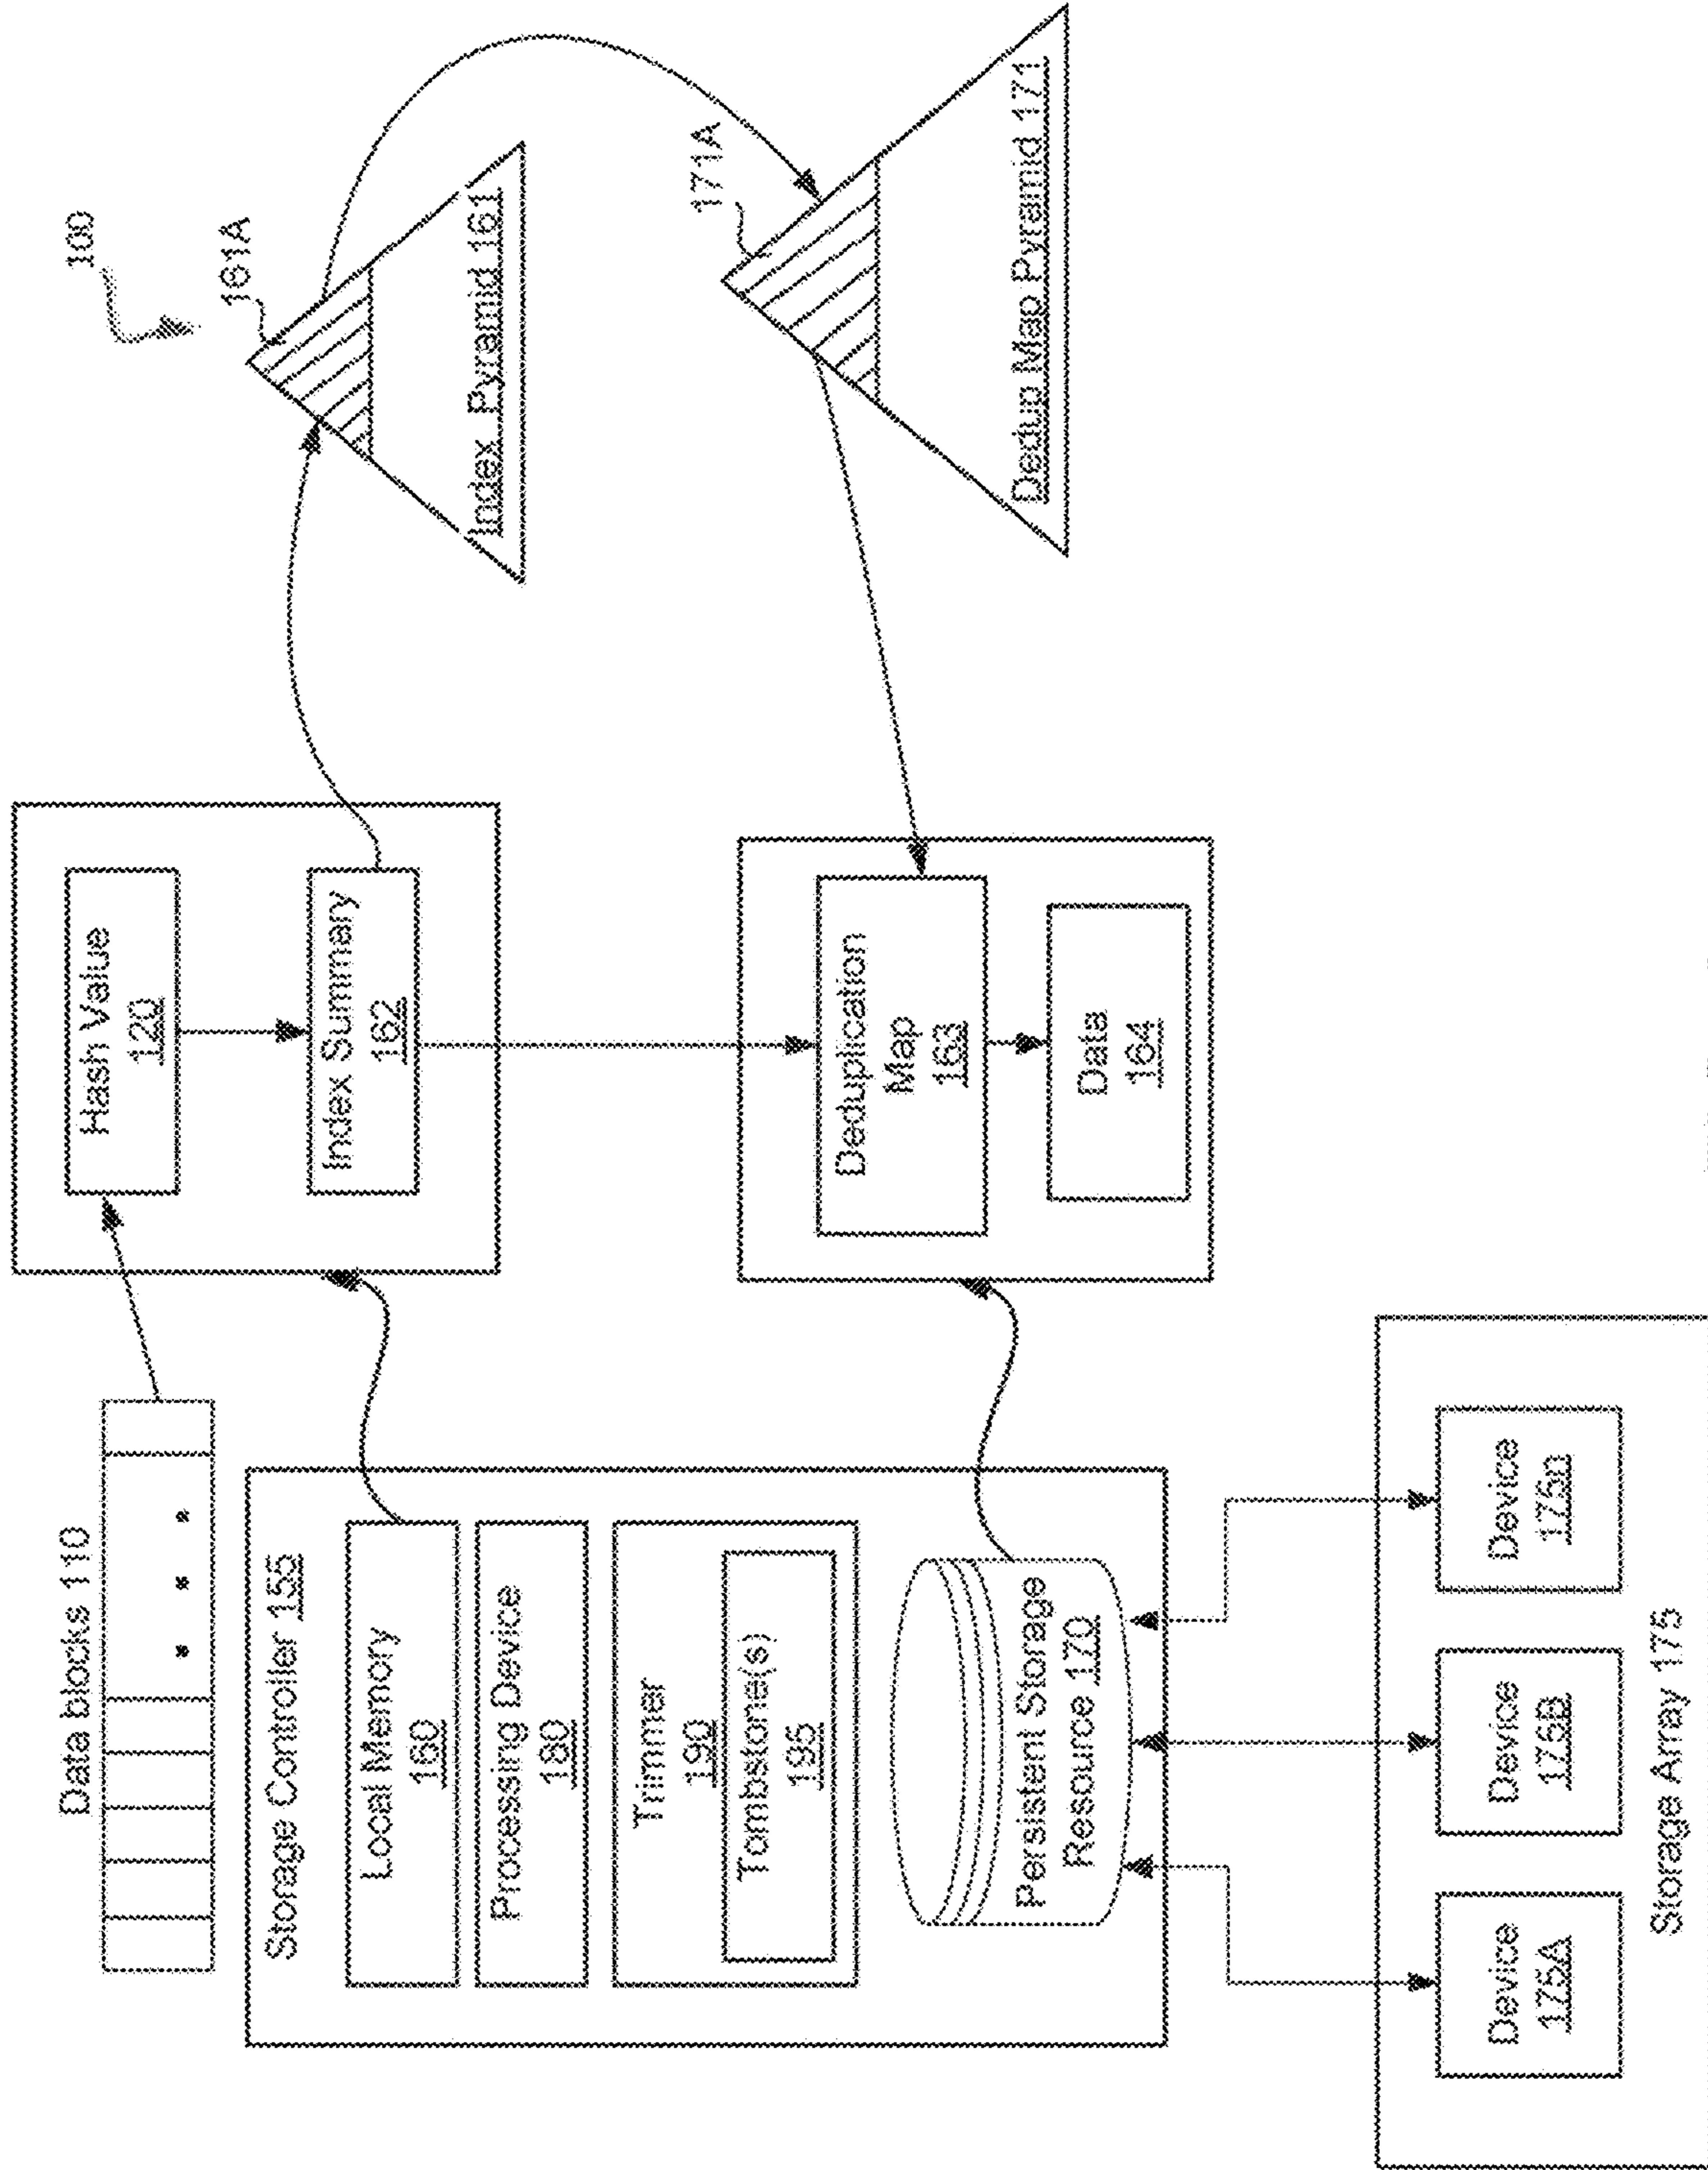 100
Data blocks 110
Storage Controller 155
Local Memory
160
Processing Device
180
Trimmer
190
Tombstone(s)
195
Persistent Storage
Resource 170
Device
175A
Device
175B
Device
175n
Storage Array 175
Hash Value
120
Index Summary
162
Deduplication
Map
163
Data
164
161A
Index Pyramid 161
171A
Dedup Map Pyramid 171